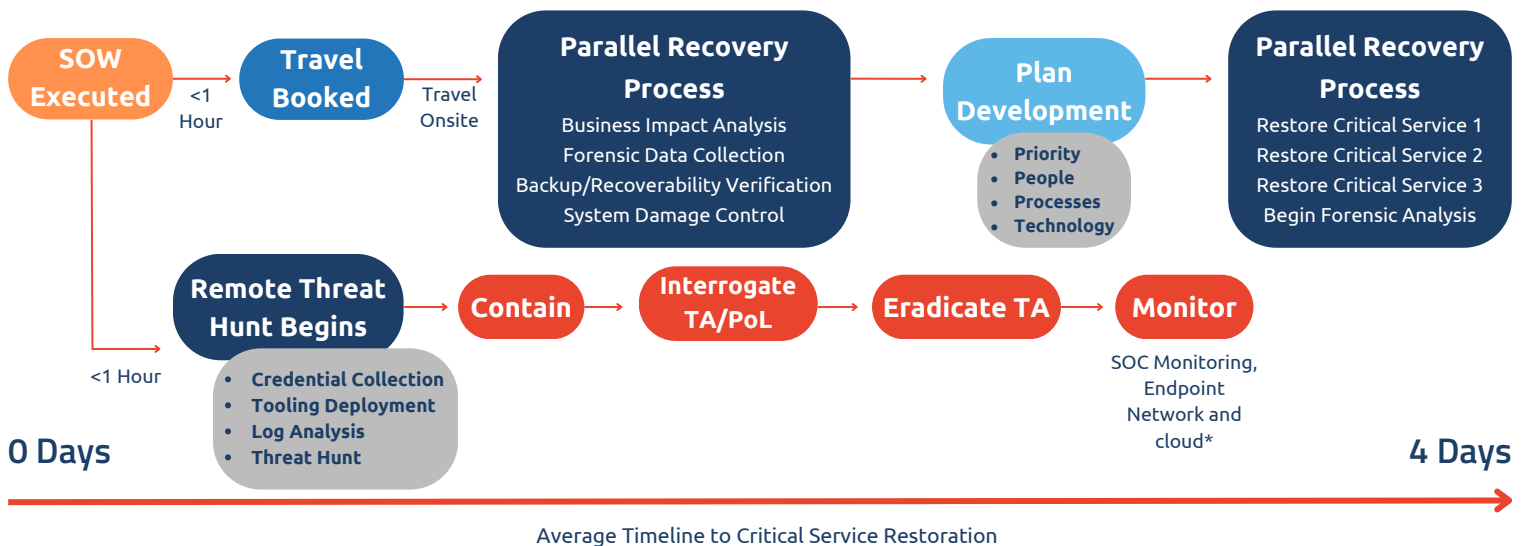 SOW
Executed
<1
Hour
Travel
Booked
Travel
Onsite
Parallel Recovery
Process
Business Impact Analysis
Forensic Data Collection
Backup/Recoverability Verification
System Damage Control
Plan
Development
• Priority
• People
• Processes
• Technology
Parallel Recovery
Process
Restore Critical Service 1
Restore Critical Service 2
Restore Critical Service 3
Begin Forensic Analysis
<1 Hour
Remote Threat
Hunt Begins
• Credential Collection
• Tooling Deployment
• Log Analysis
• Threat Hunt
Contain
Interrogate
TA/PoL
Eradicate TA
Monitor
SOC Monitoring,
Endpoint
Network and
cloud*
0 Days
4 Days
Average Timeline to Critical Service Restoration